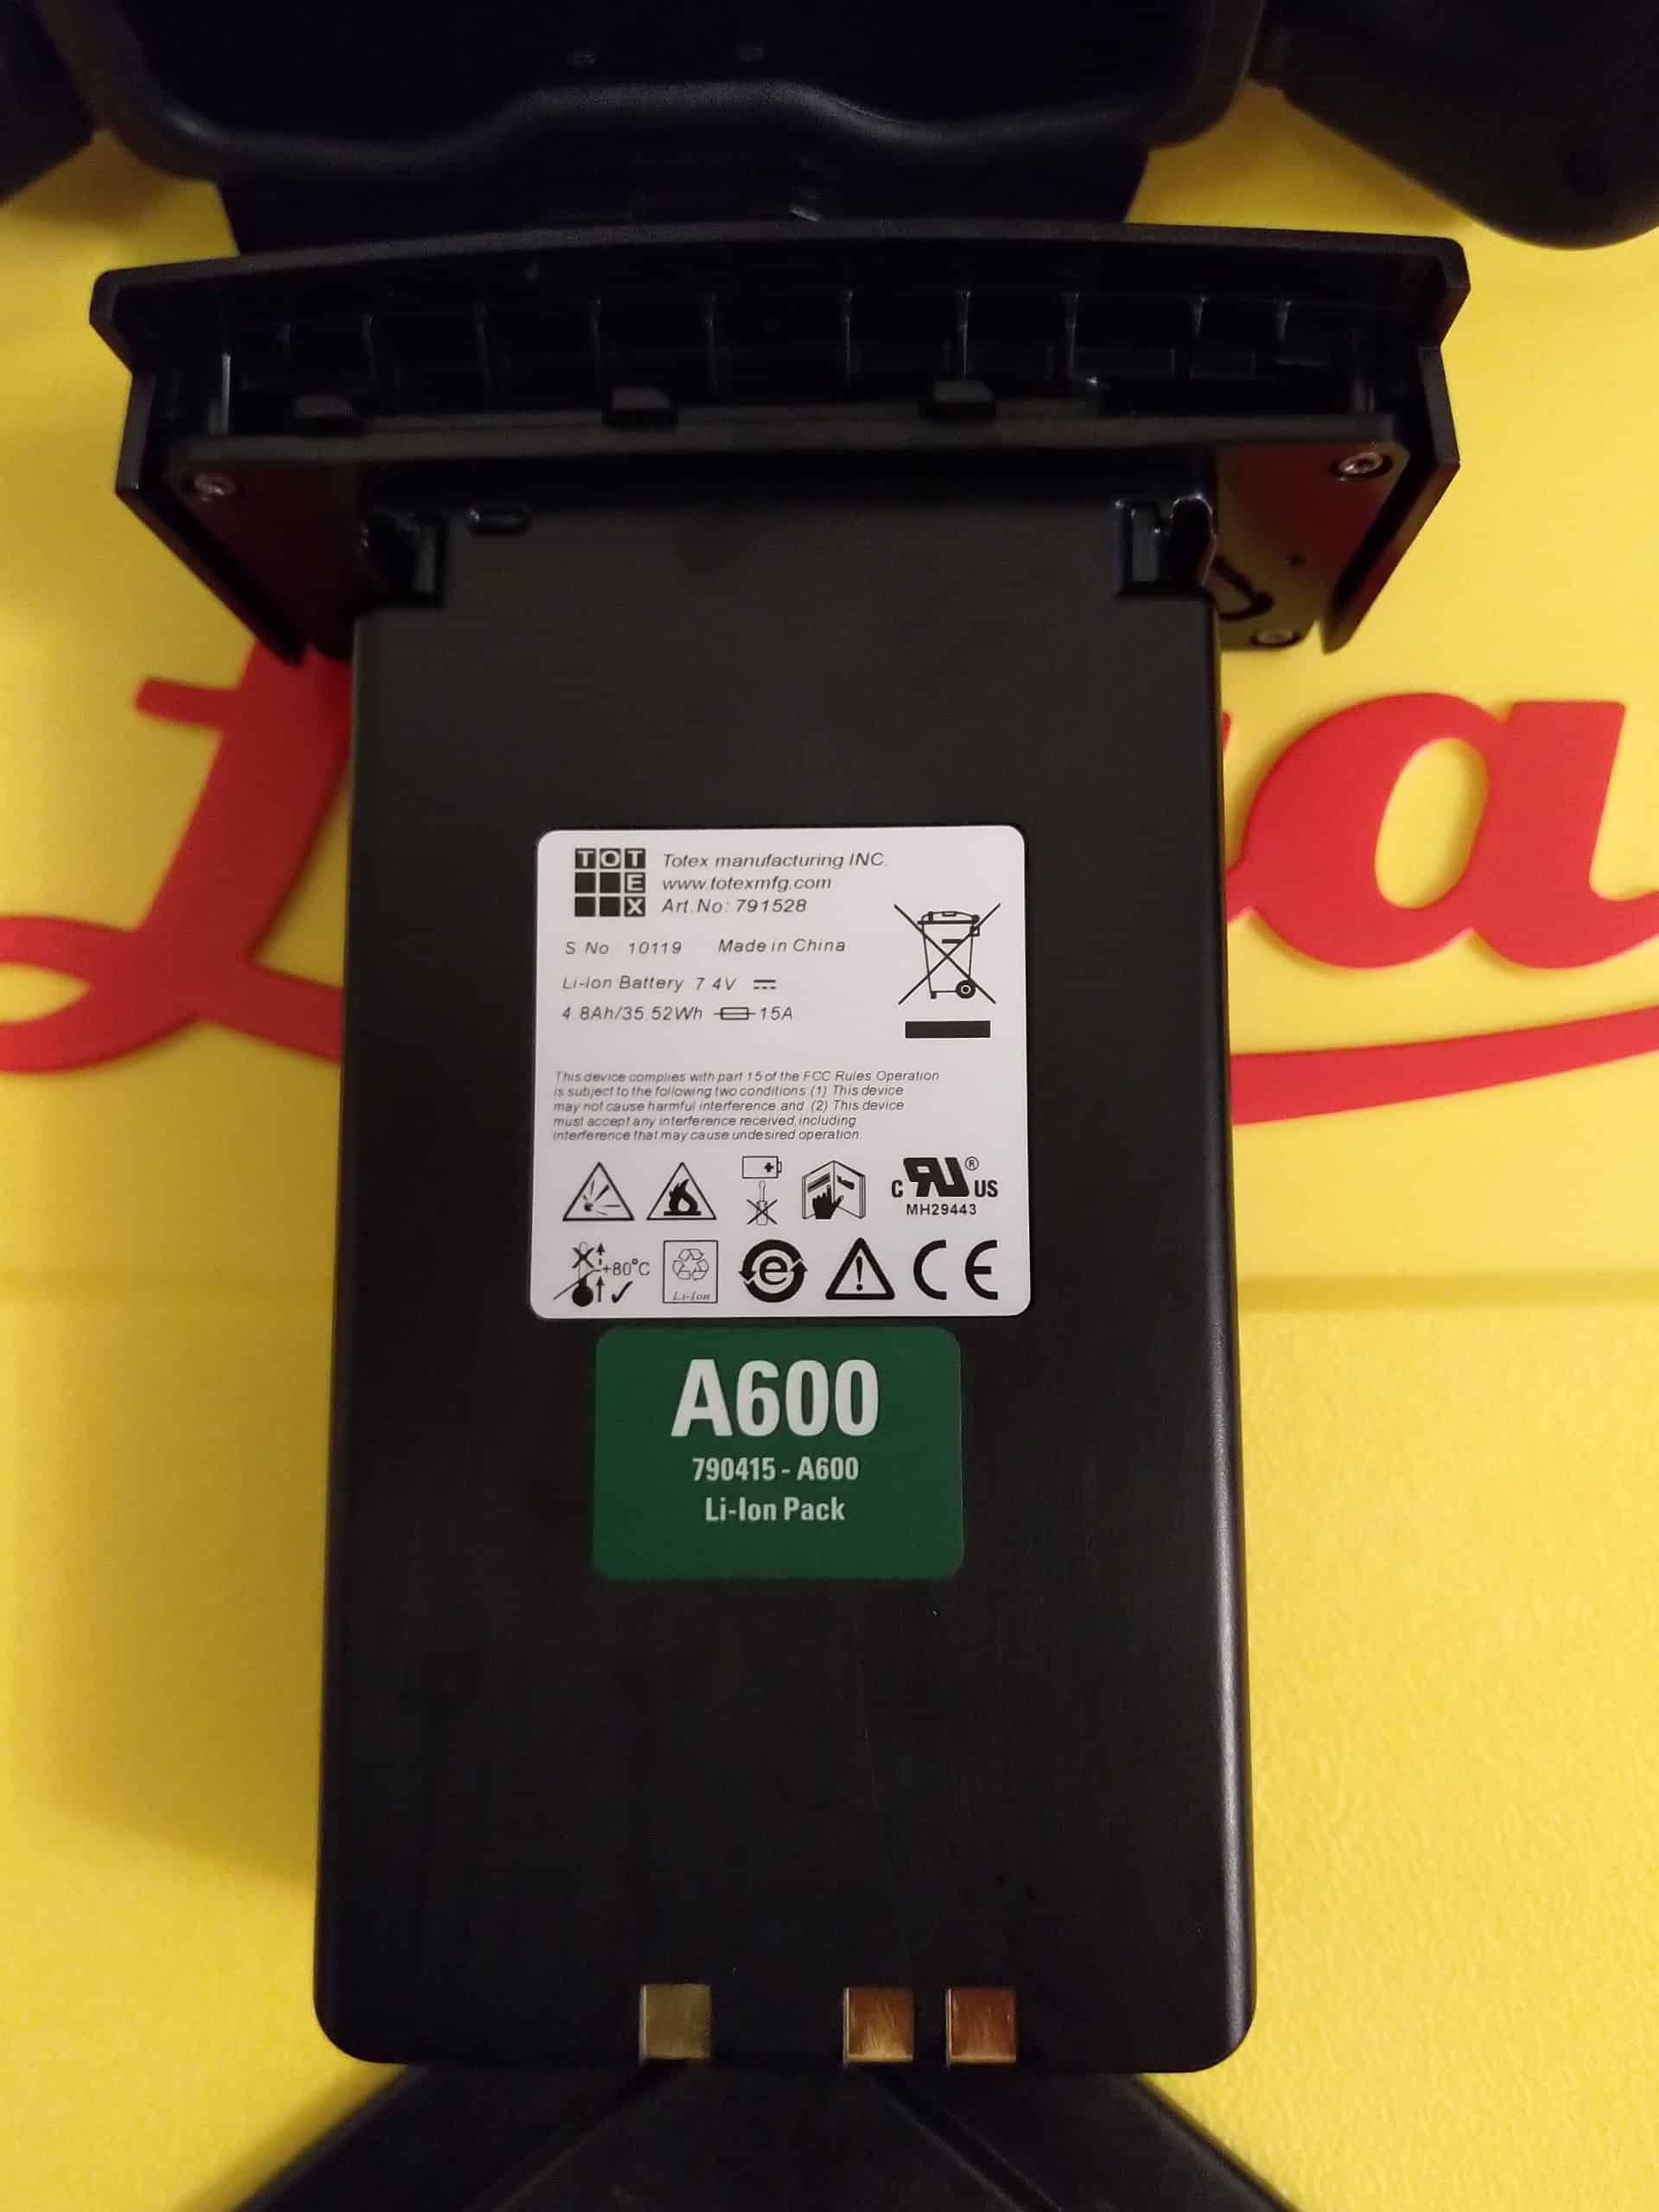 TOT
E
X
Totex manufacturing INC.
www.totexmfg.com
Art.No: 791528
S.No 10119 Made in China
Li-Ion Battery 7.4V
4.8Ah/35.52Wh 15A
This device complies with part 15 of the FCC Rules Operation
is subject to the following two conditions (1) This device
may not cause harmful interference and (2) This device
must accept any interference received, including
interference that may cause undesired operation.
C US
MH29443
+80°C
Li-Ion
e
CE
A600
790415 - A600
Li-Ion Pack